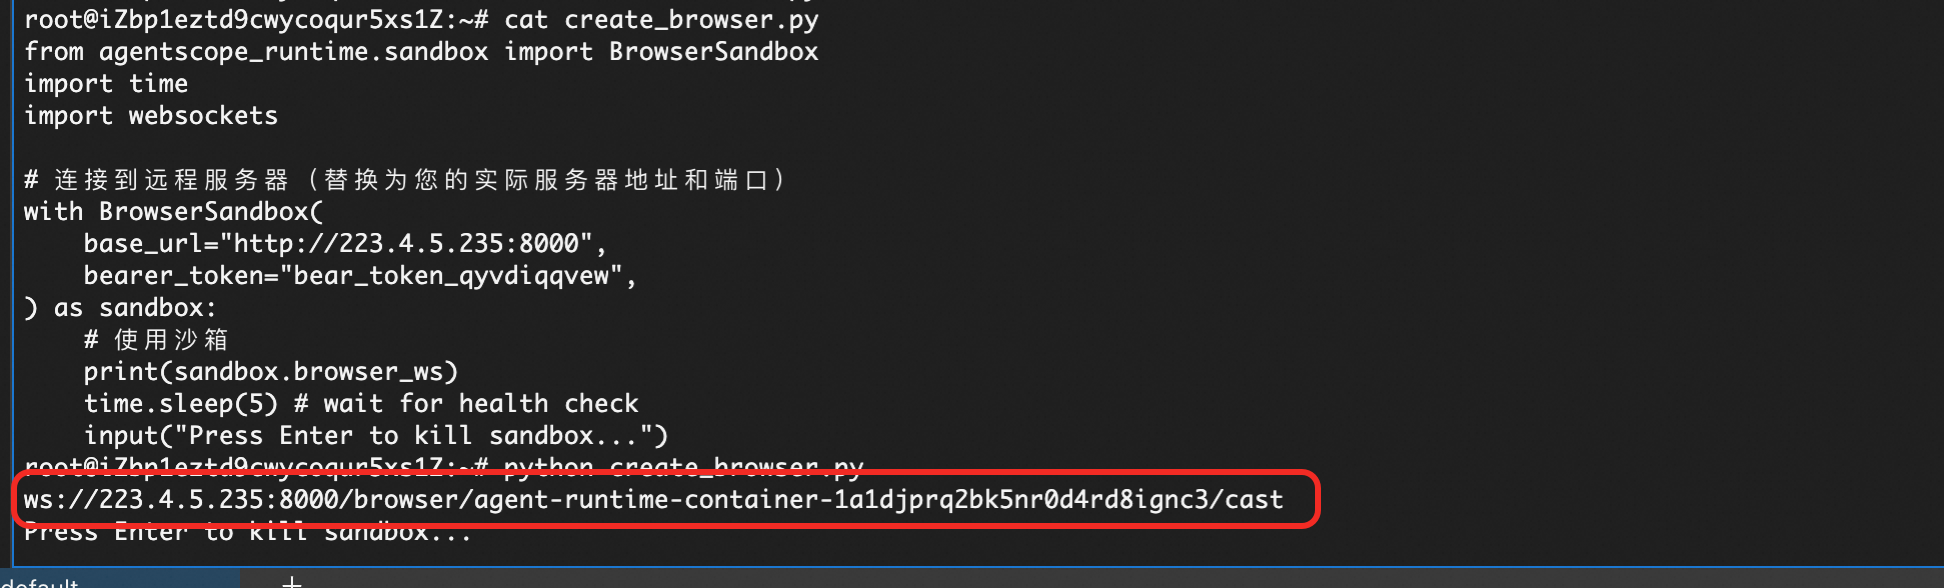 root@iZbp1eztd9cwycoqur5xs1Z:~# cat create_browser.py
from agentscope_runtime.sandbox import BrowserSandbox
import time
import websockets

# 连接到远程服务器（替换为您的实际服务器地址和端口）
with BrowserSandbox(
    base_url="http://223.4.5.235:8000",
    bearer_token="bear_token_qyvdiqqvew",
) as sandbox:
    # 使用沙箱
    print(sandbox.browser_ws)
    time.sleep(5) # wait for health check
    input("Press Enter to kill sandbox...")
root@iZbp1eztd9cwycoqur5xs1Z:~# python create_browser.py
ws://223.4.5.235:8000/browser/agent-runtime-container-1a1djprq2bk5nr0d4rd8ignc3/cast
Press Enter to kill sandbox...
default +